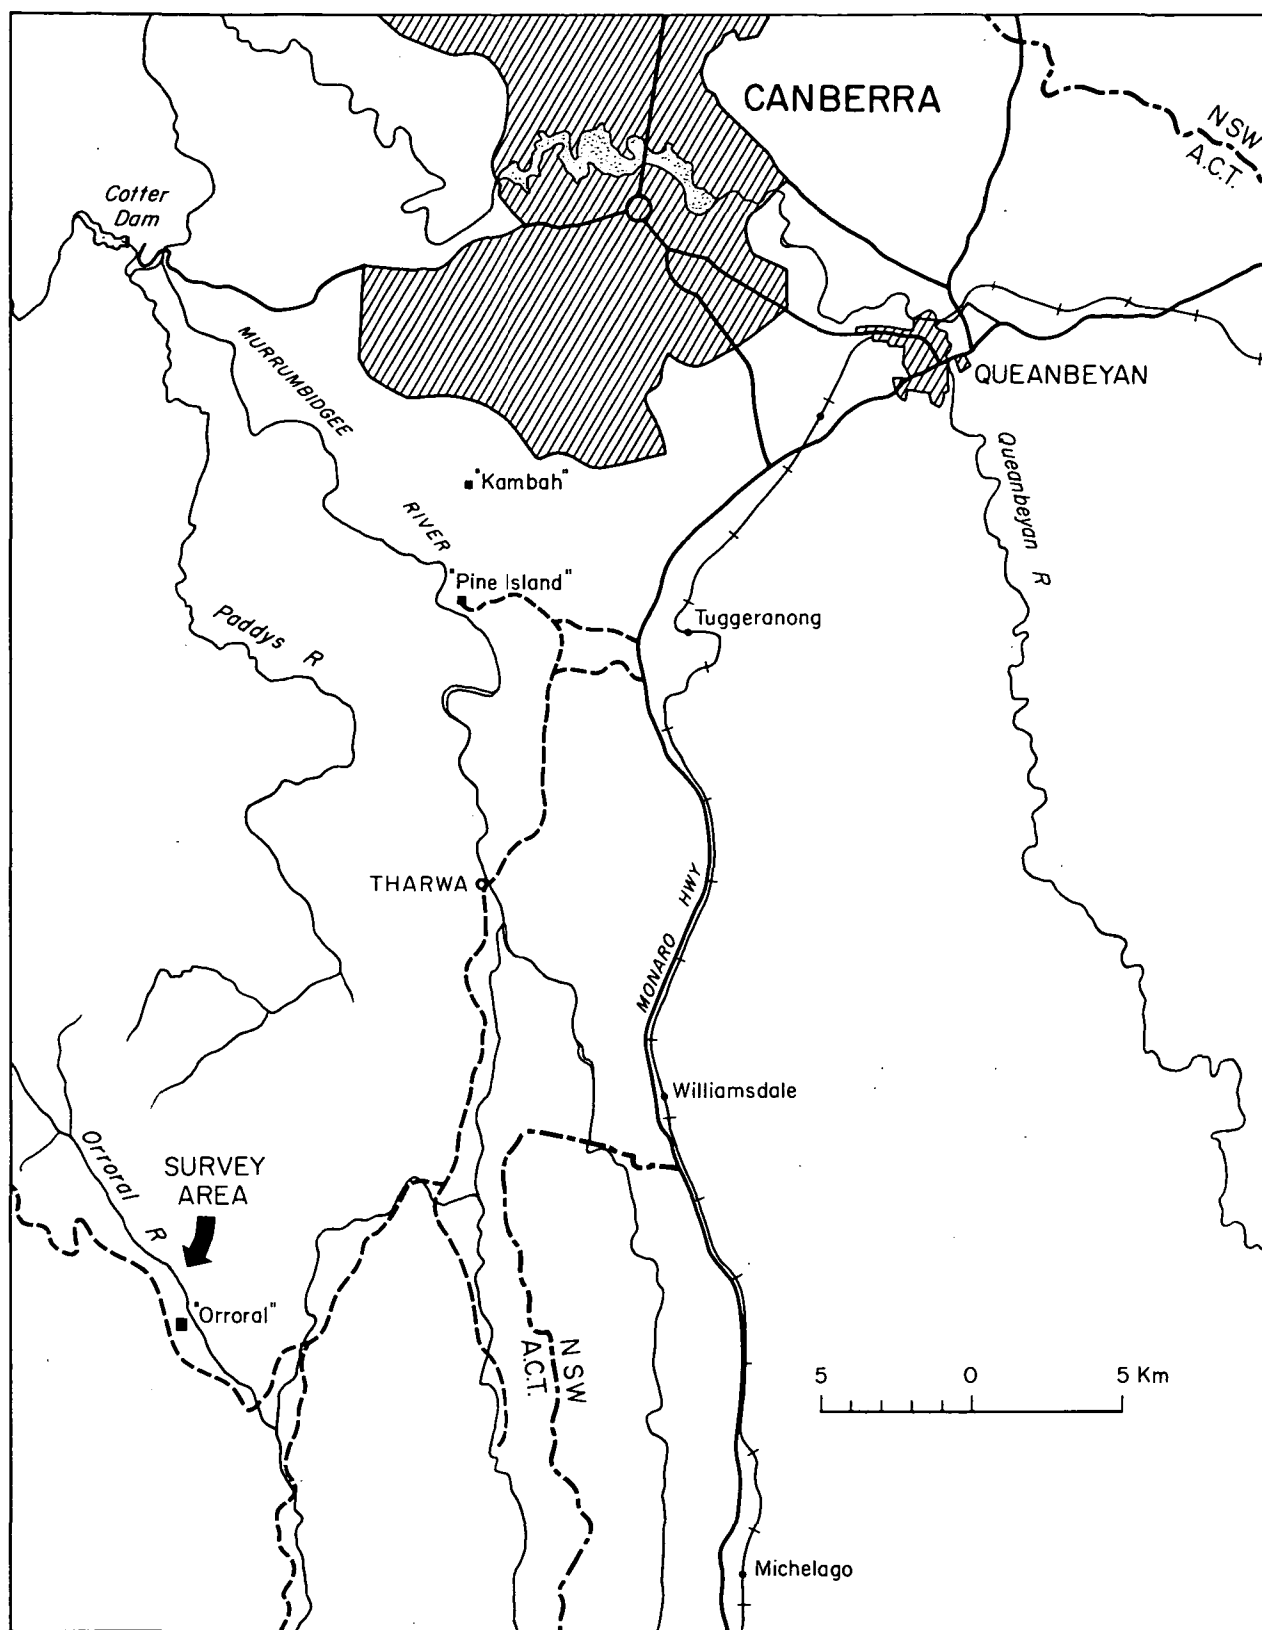 CANBERRA
NSW
A.C.T.
Cotter
Dam
MURRUMBIDGEE
RIVER
QUEANBEYAN
Queanbeyan R
"Kambah"
"Pine Island"
Paddys R
Tuggeranong
THARWA
MONARO HWY
Williamsdale
Orroral R
SURVEY
AREA
"Orroral"
NSW
A.C.T.
5 0 5 Km
Michelago